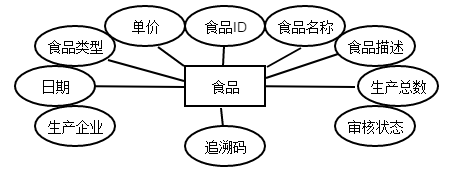 单价
食品ID
食品名称
食品类型
食品描述
日期
食品
生产总数
生产企业
审核状态
追溯码